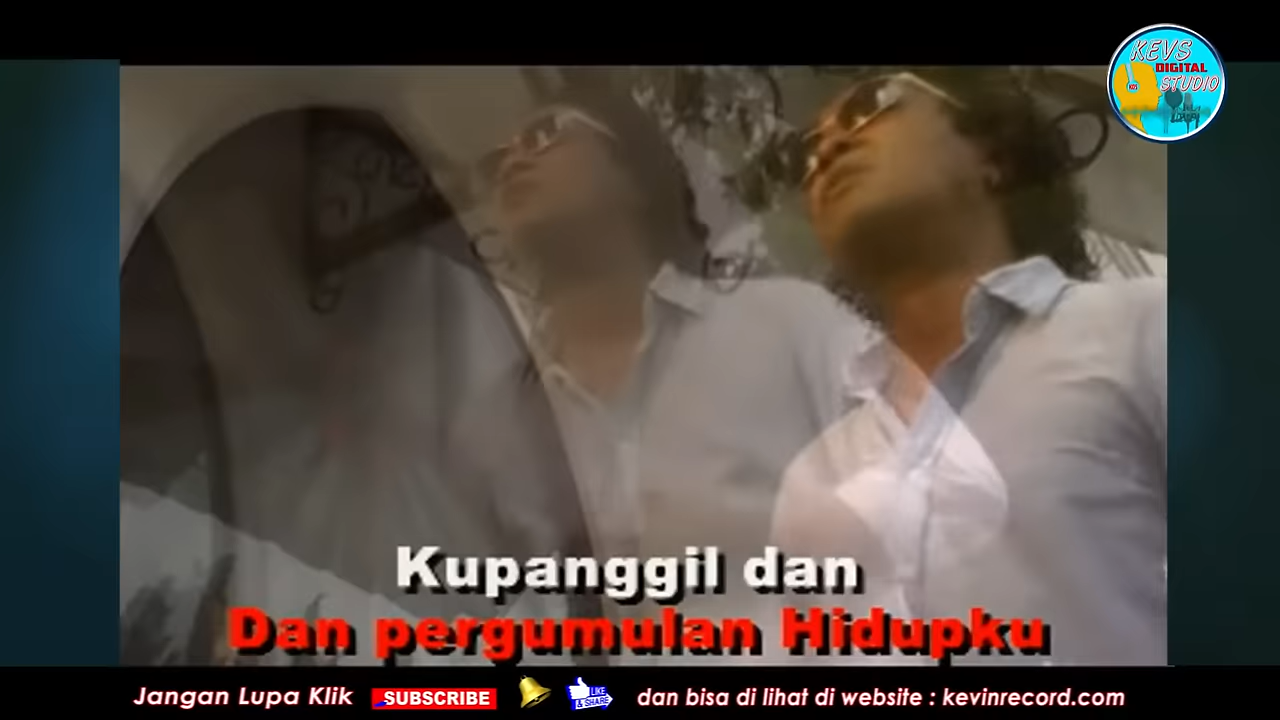 KEVS
DIGITAL
STUDIO
Kupanggil dan
Dan pergumulan Hidupku
Jangan Lupa Klik SUBSCRIBE LIKE & SHARE dan bisa di lihat di website : kevinrecord.com